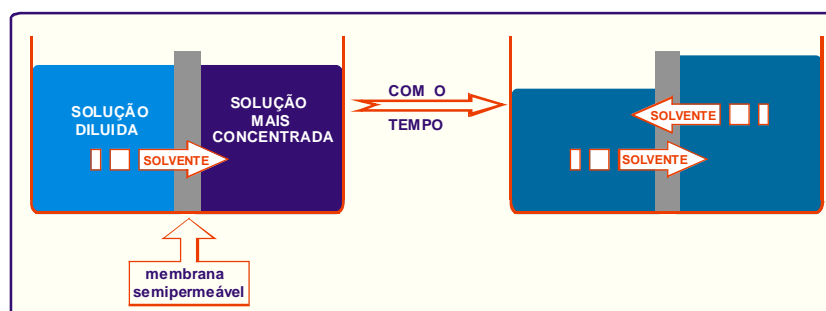 SOLUÇÃO
DILUIDA
SOLVENTE
SOLUÇÃO
MAIS
CONCENTRADA
COM O
TEMPO
SOLVENTE
SOLVENTE
membrana
semipermeável